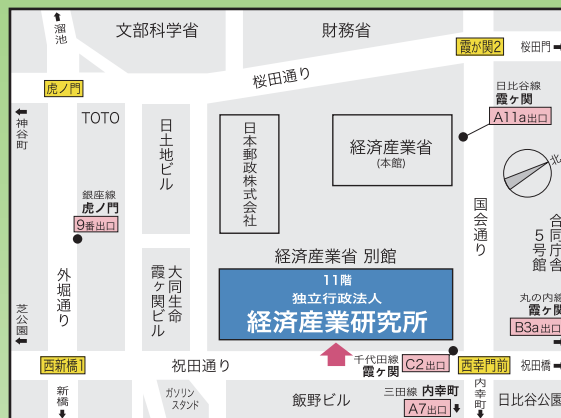 溜池
文部科学省
財務省
霞が関2
桜田門
桜田通り
虎ノ門
日比谷線
霞ヶ関
A11a出口
神谷町
TOTO
日土地ビル
日本郵政株式会社
経済産業省
(本館)
北
銀座線
虎ノ門
9番出口
国会通り
合同庁舎
5号館
経済産業省 別館
外堀通り
大同生命
霞ヶ関ビル
11階
独立行政法人
経済産業研究所
丸の内線
霞ヶ関
B3a出口
芝公園
西新橋1
祝田通り
千代田線
霞ヶ関
C2出口
西幸門前
祝田橋
新橋
ガソリン
スタンド
飯野ビル
三田線 内幸町
A7出口
内幸町
日比谷公園